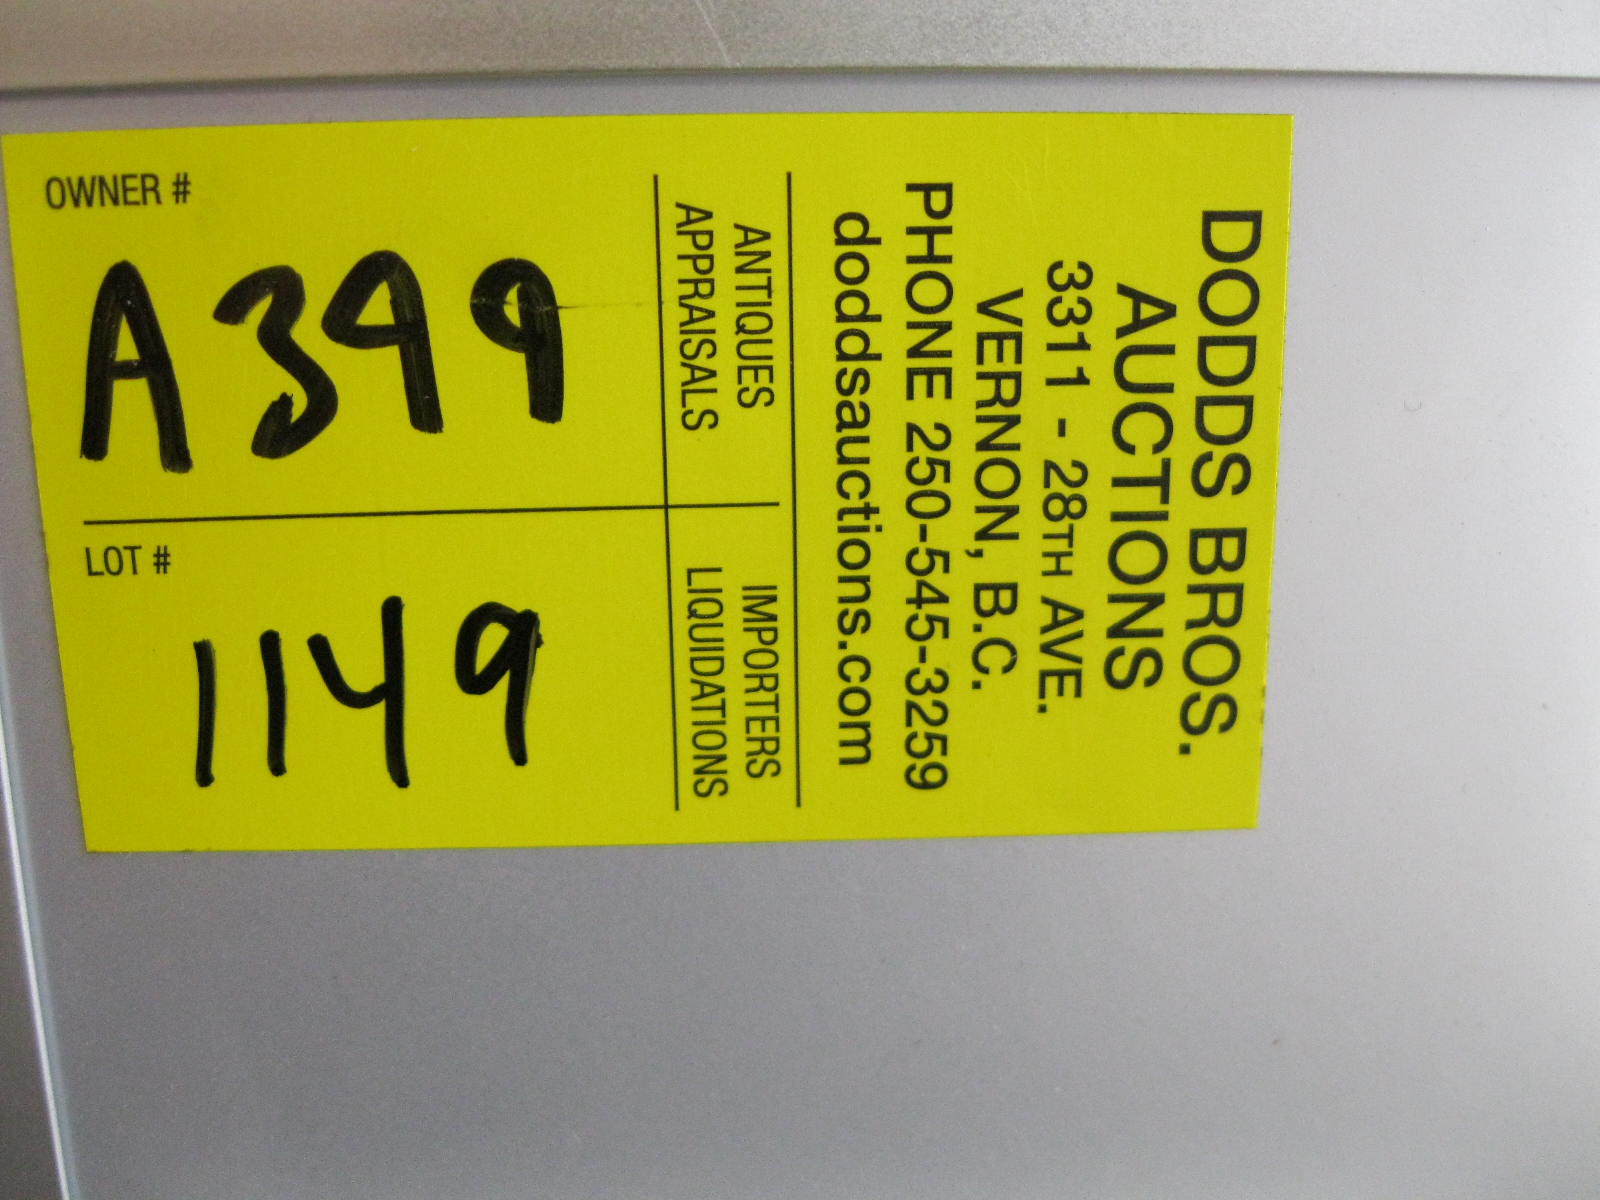 DODDS BROS.
AUCTIONS
3311 - 28TH AVE.
VERNON, B.C.
PHONE 250-545-3259
doddsauctions.com
ANTIQUES
APPRAISALS
IMPORTERS
LIQUIDATIONS
OWNER #
A399
LOT #
1149